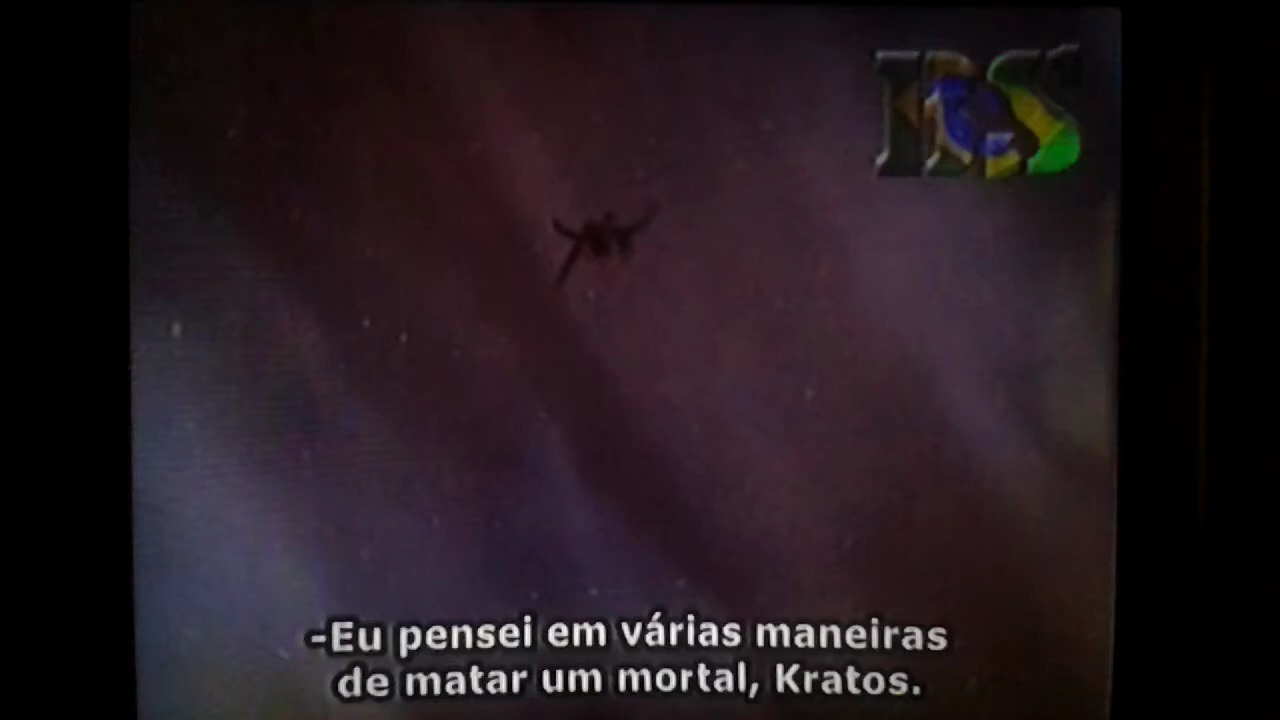 -Eu pensei em várias maneiras
de matar um mortal, Kratos.